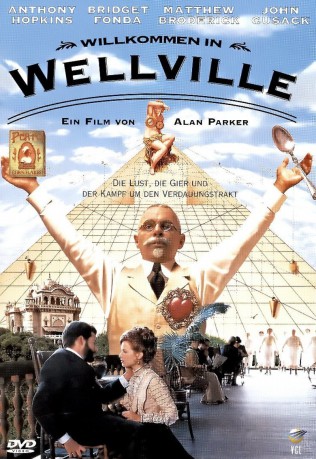 ANTHONY HOPKINS
BRIDGET FONDA
MATTHEW BRODERICK
JOHN CUSACK
WILLKOMMEN IN
WELLVILLE
EIN FILM VON ALAN PARKER
DIE LUST, DIE GIER UND
DER KAMPF UM DEN VERDAUUNGSTRAKT
DVD
VIDEO
VCL